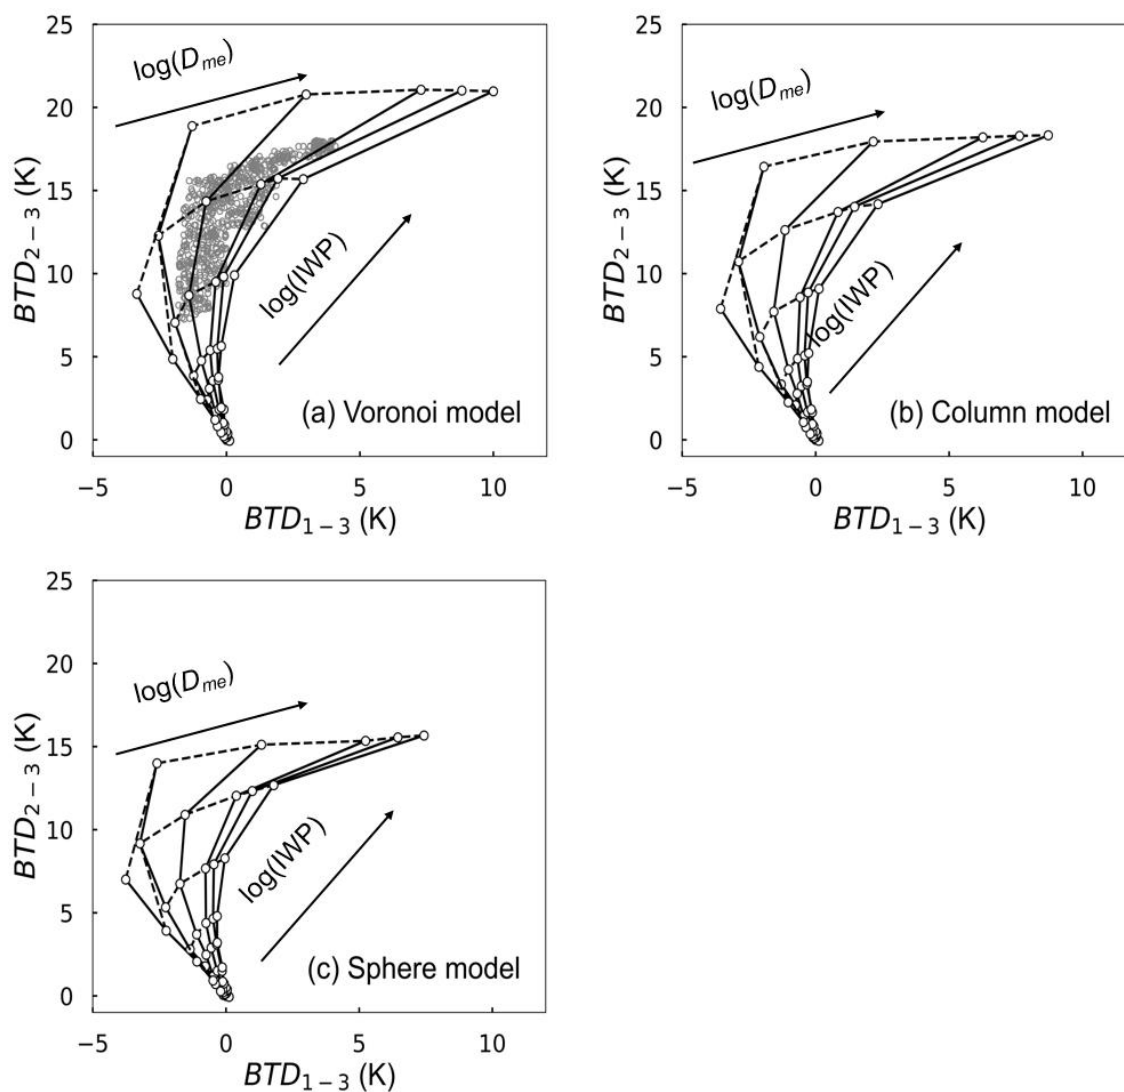 25
20
15
10
5
0
BTD2 − 3 (K)
log(Dme)
log(IWP)
(a) Voronoi model
−5
0
5
10
BTD1 − 3 (K)
25
20
15
10
5
0
BTD2 − 3 (K)
log(Dme)
log(IWP)
(b) Column model
−5
0
5
10
BTD1 − 3 (K)
25
20
15
10
5
0
BTD2 − 3 (K)
log(Dme)
log(IWP)
(c) Sphere model
−5
0
5
10
BTD1 − 3 (K)